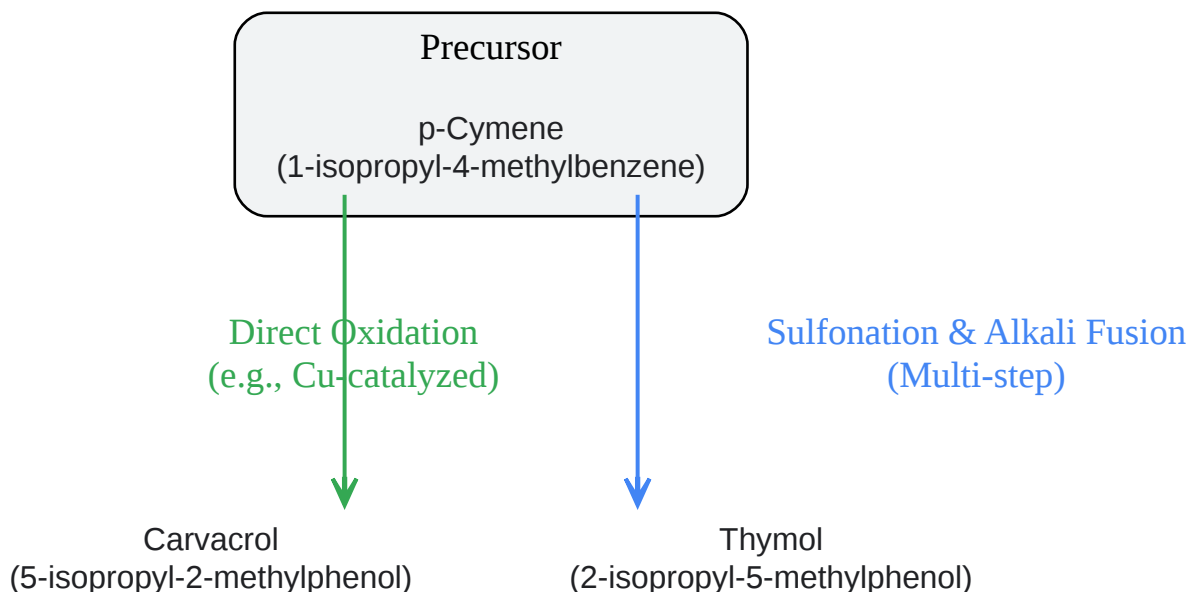 Precursor
p-Cymene
(1-isopropyl-4-methylbenzene)
Direct Oxidation
(e.g., Cu-catalyzed)
Sulfonation & Alkali Fusion
(Multi-step)
Carvacrol
(5-isopropyl-2-methylphenol)
Thymol
(2-isopropyl-5-methylphenol)